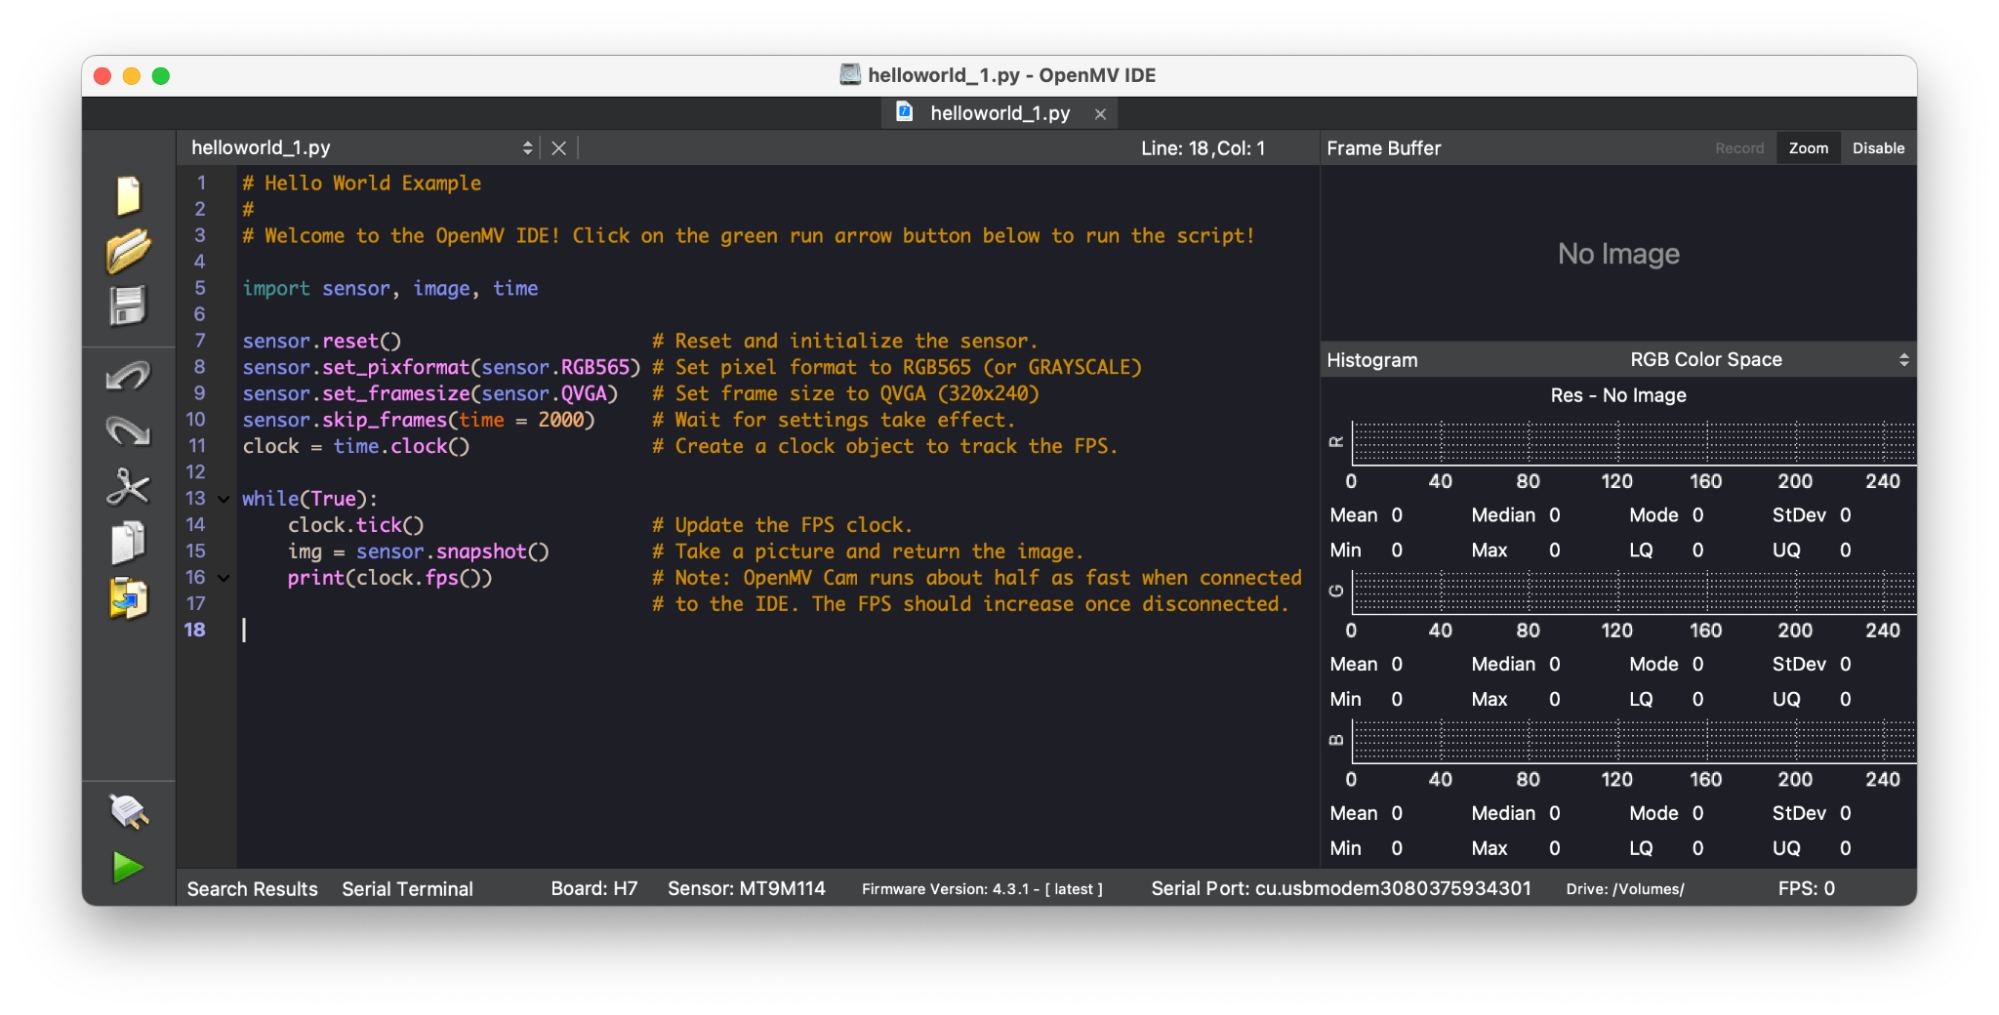 helloworld_1.py - OpenMV IDE
helloworld_1.py
helloworld_1.py
Line: 18,Col: 1
Frame Buffer
Record Zoom Disable
1 # Hello World Example
2 #
3 # Welcome to the OpenMV IDE! Click on the green run arrow button below to run the script!
4
5 import sensor, image, time
6
7 sensor.reset() # Reset and initialize the sensor.
8 sensor.set_pixformat(sensor.RGB565) # Set pixel format to RGB565 (or GRAYSCALE)
9 sensor.set_framesize(sensor.QVGA) # Set frame size to QVGA (320x240)
10 sensor.skip_frames(time = 2000) # Wait for settings take effect.
11 clock = time.clock() # Create a clock object to track the FPS.
12
13 while(True):
14 clock.tick() # Update the FPS clock.
15 img = sensor.snapshot() # Take a picture and return the image.
16 print(clock.fps()) # Note: OpenMV Cam runs about half as fast when connected
17 # to the IDE. The FPS should increase once disconnected.
18
No Image
Histogram RGB Color Space
Res - No Image
R
0 40 80 120 160 200 240
Mean 0 Median 0 Mode 0 StDev 0
Min 0 Max 0 LQ 0 UQ 0
G
0 40 80 120 160 200 240
Mean 0 Median 0 Mode 0 StDev 0
Min 0 Max 0 LQ 0 UQ 0
B
0 40 80 120 160 200 240
Mean 0 Median 0 Mode 0 StDev 0
Min 0 Max 0 LQ 0 UQ 0
Search Results Serial Terminal Board: H7 Sensor: MT9M114 Firmware Version: 4.3.1 - [ latest ] Serial Port: cu.usbmodem3080375934301 Drive: /Volumes/ FPS: 0